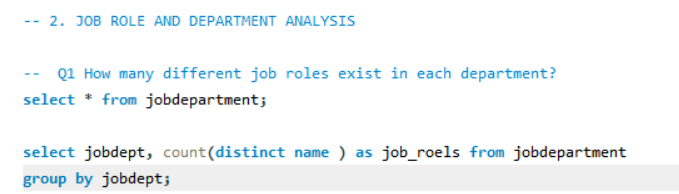 -- 2. JOB ROLE AND DEPARTMENT ANALYSIS
--  Q1 How many different job roles exist in each department?
select * from jobdepartment;
select jobdept, count(distinct name ) as job_roels from jobdepartment
group by jobdept;